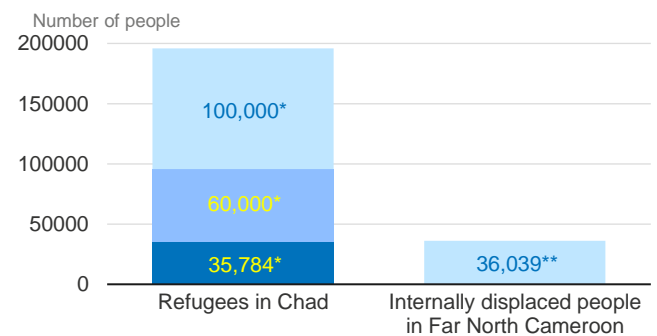 Number of people
200000
150000
100000
50000
0
100,000*
60,000*
35,784*
36,039**
Refugees in Chad
Internally displaced people
in Far North Cameroon